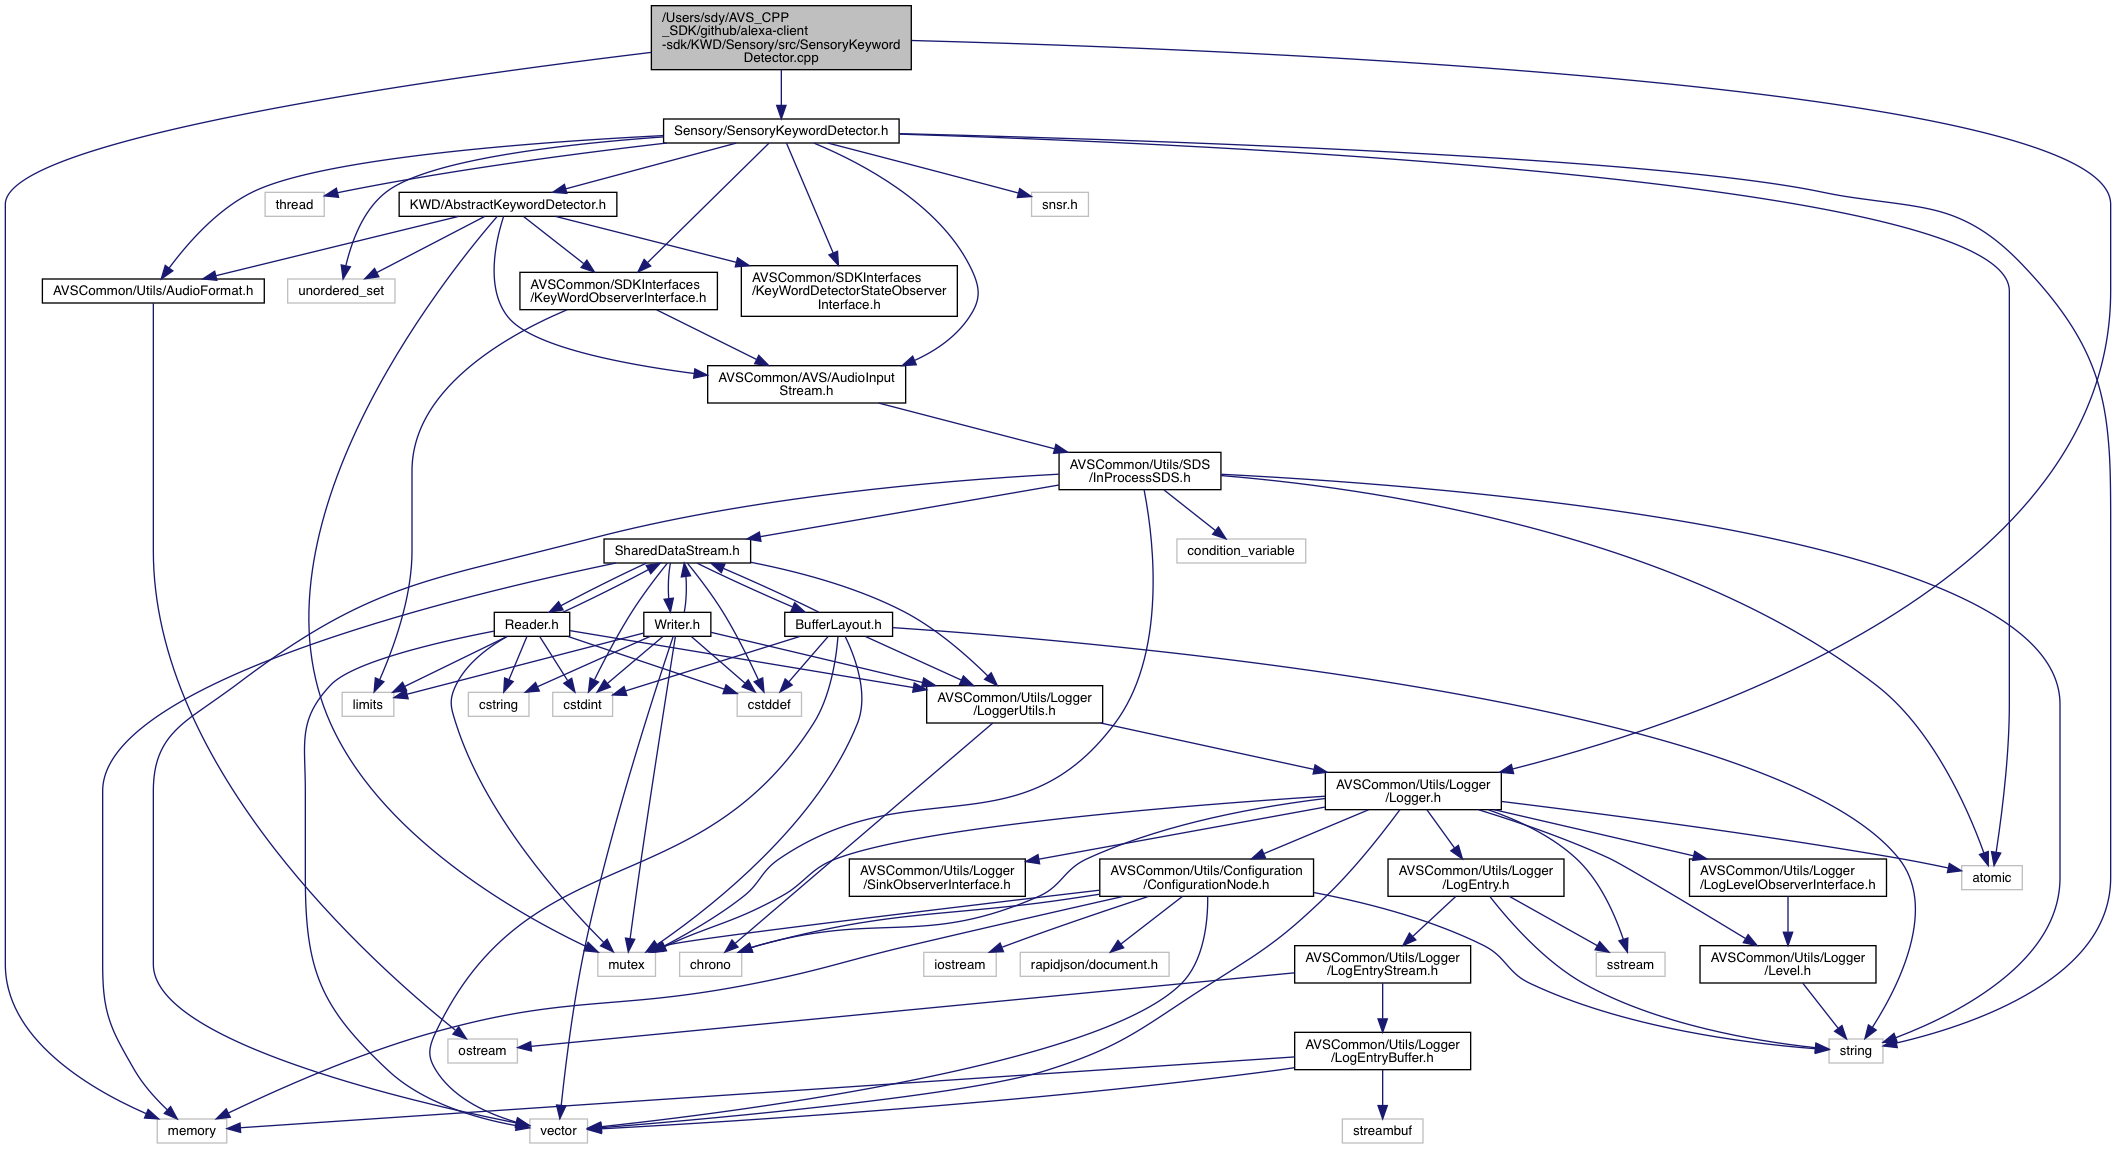 /Users/sdy/AVS_CPP
_SDK/github/alexa-client
-sdk/KWD/Sensory/src/SensoryKeyword
Detector.cpp
Sensory/SensoryKeywordDetector.h
thread
KWD/AbstractKeywordDetector.h
snsr.h
AVSCommon/Utils/AudioFormat.h
unordered_set
AVSCommon/SDKInterfaces
/KeyWordObserverInterface.h
AVSCommon/SDKInterfaces
/KeyWordDetectorStateObserver
Interface.h
AVSCommon/AVS/AudioInput
Stream.h
AVSCommon/Utils/SDS
/InProcessSDS.h
SharedDataStream.h
condition_variable
Reader.h
Writer.h
BufferLayout.h
limits
cstring
cstdint
cstddef
AVSCommon/Utils/Logger
/LoggerUtils.h
AVSCommon/Utils/Logger
/Logger.h
AVSCommon/Utils/Logger
/SinkObserverInterface.h
AVSCommon/Utils/Configuration
/ConfigurationNode.h
AVSCommon/Utils/Logger
/LogEntry.h
AVSCommon/Utils/Logger
/LogLevelObserverInterface.h
atomic
mutex
chrono
iostream
rapidjson/document.h
AVSCommon/Utils/Logger
/LogEntryStream.h
sstream
AVSCommon/Utils/Logger
/Level.h
ostream
AVSCommon/Utils/Logger
/LogEntryBuffer.h
string
memory
vector
streambuf